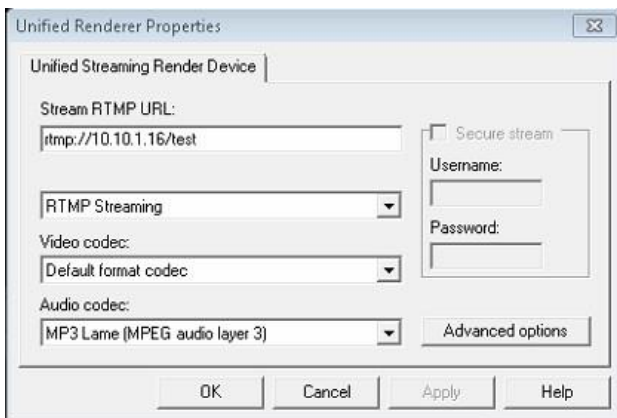 Unified Renderer Properties
Unified Streaming Render Device
Stream RTMP URL:
rtmp://10.10.1.16/test
Secure stream
Username:
RTMP Streaming
Password:
Video codec:
Default format codec
Audio codec:
MP3 Lame (MPEG audio layer 3)
Advanced options
OK
Cancel
Apply
Help